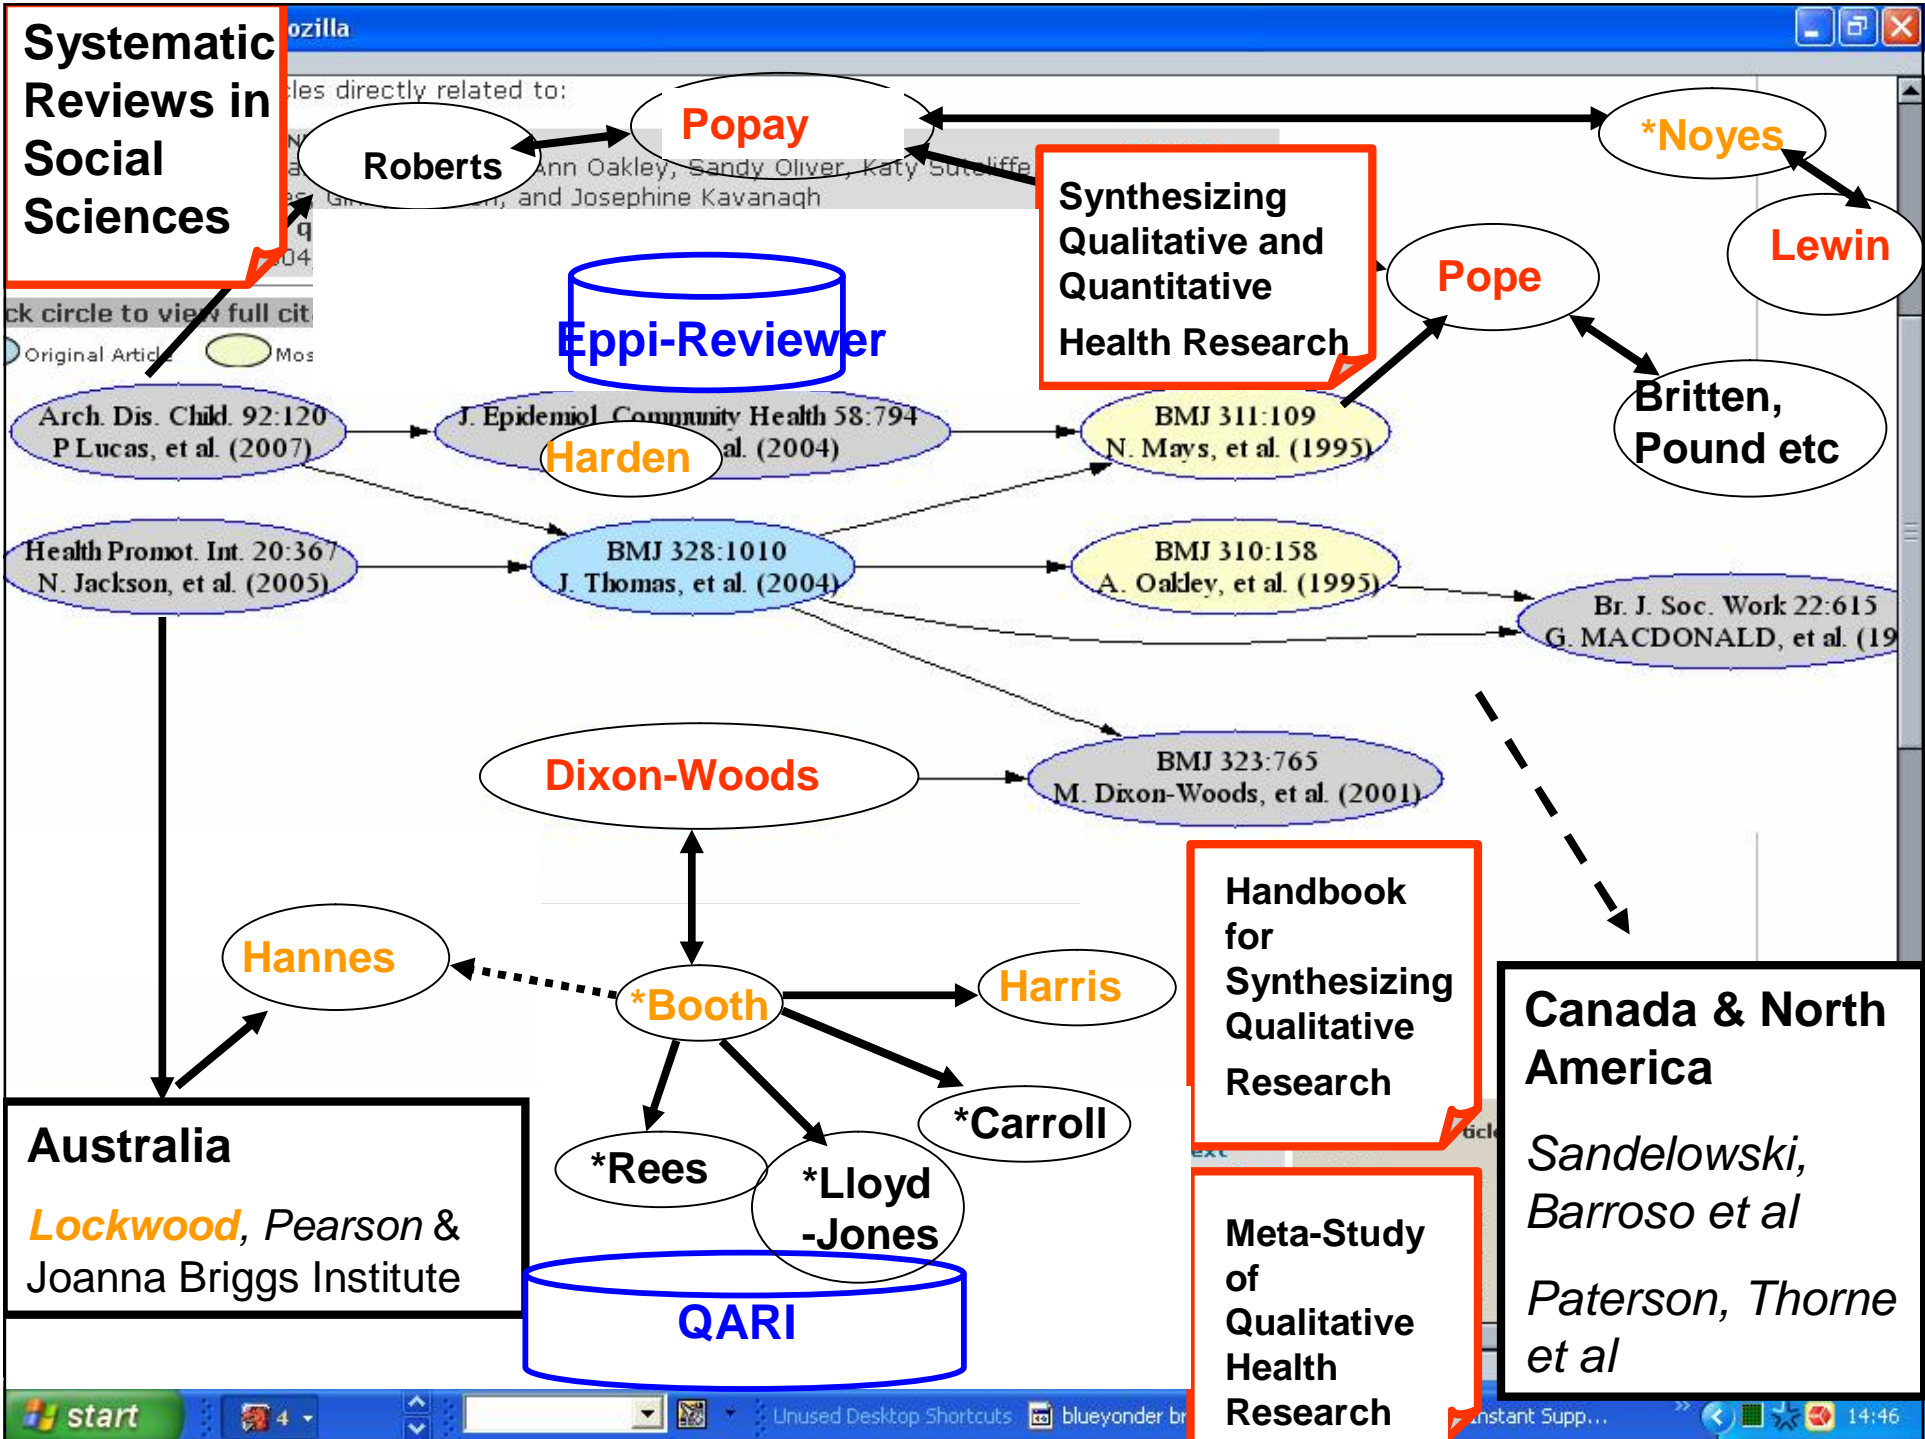 Systematic
Reviews in
Social
Sciences
ozilla
cles directly related to:
Roberts
Popay
*Noyes
Lewin
Ann Oakley, Sandy Oliver, Katy Sutcliffe
and Josephine Kavanagh
Synthesizing
Qualitative and
Quantitative
Health Research
Pope
Britten,
Pound etc
ck circle to view full cit
Original Article
Mos
Eppi-Reviewer
Arch. Dis. Child. 92:120
P Lucas, et al. (2007)
J. Epidemiol. Community Health 58:794
al. (2004)
Harden
BMJ 311:109
N. Mays, et al. (1995)
Health Promot. Int. 20:367
N. Jackson, et al. (2005)
BMJ 328:1010
J. Thomas, et al. (2004)
BMJ 310:158
A. Oakley, et al. (1995)
Br. J. Soc. Work 22:615
G. MACDONALD, et al. (19
Dixon-Woods
BMJ 323:765
M. Dixon-Woods, et al. (2001)
Hannes
*Booth
Harris
*Carroll
*Rees
*Lloyd
-Jones
Handbook
for
Synthesizing
Qualitative
Research
Canada & North
America
Sandelowski,
Barroso et al
Paterson, Thorne
et al
Australia
Lockwood, Pearson &
Joanna Briggs Institute
QARI
Meta-Study
of
Qualitative
Health
Research
start
4
Unused Desktop Shortcuts
blueyonder br
nstant Supp...
14:46